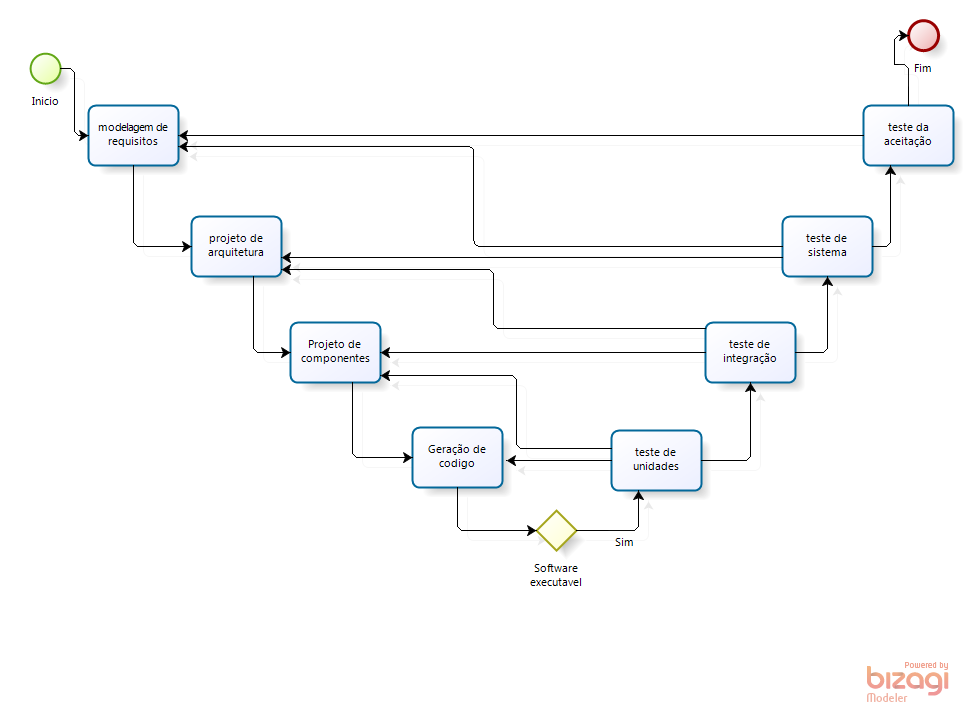 Inicio
Fim
modelagem de
requisitos
teste da
aceitação
projeto de
arquitetura
teste de
sistema
Projeto de
componentes
teste de
integração
Geração de
codigo
teste de
unidades
Sim
Software
executavel
Powered by
bizagi
Modeler